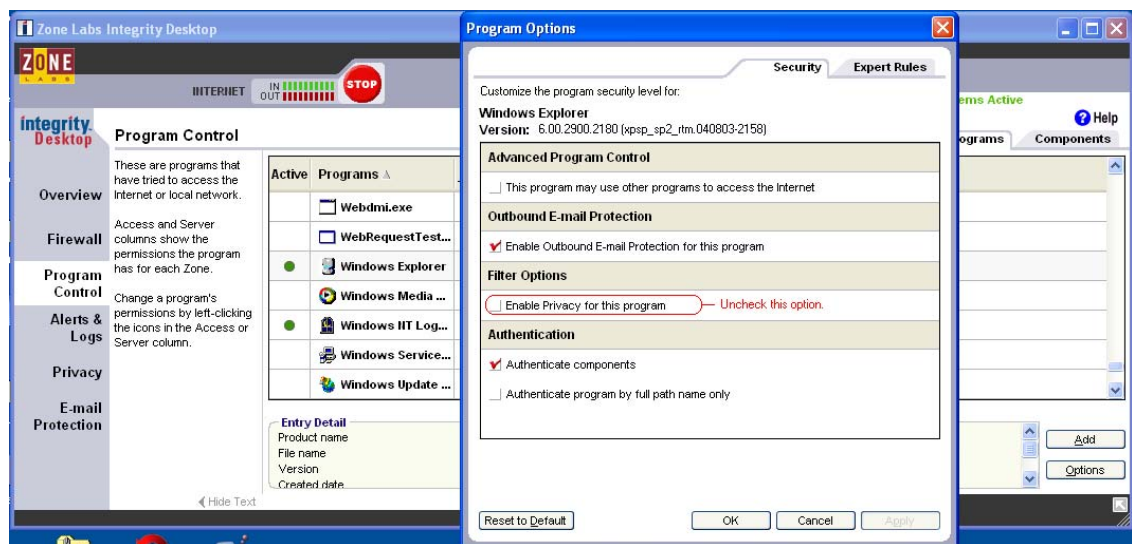 Zone Labs Integrity Desktop
ZONE
LABS
INTERNET
IN
OUT
STOP
ems Active
Help
integrity.
Desktop
Program Control
ograms
Components
Overview
Firewall
Program
Control
Alerts &
Logs
Privacy
E-mail
Protection
These are programs that
have tried to access the
Internet or local network.
Access and Server
columns show the
permissions the program
has for each Zone.
Change a program's
permissions by left-clicking
the icons in the Access or
Server column.
Hide Text
Active Programs
Webdmi.exe
WebRequestTest...
Windows Explorer
Windows Media ...
Windows NT Log...
Windows Service...
Windows Update ...
Entry Detail
Product name
File name
Version
Created date
Add
Options
Program Options
Security
Expert Rules
Customize the program security level for:
Windows Explorer
Version: 6.00.2900.2180 (xpsp_sp2_rtm.040803-2158)
Advanced Program Control
This program may use other programs to access the Internet
Outbound E-mail Protection
Enable Outbound E-mail Protection for this program
Filter Options
Enable Privacy for this program
Uncheck this option.
Authentication
Authenticate components
Authenticate program by full path name only
Reset to Default
OK
Cancel
Apply